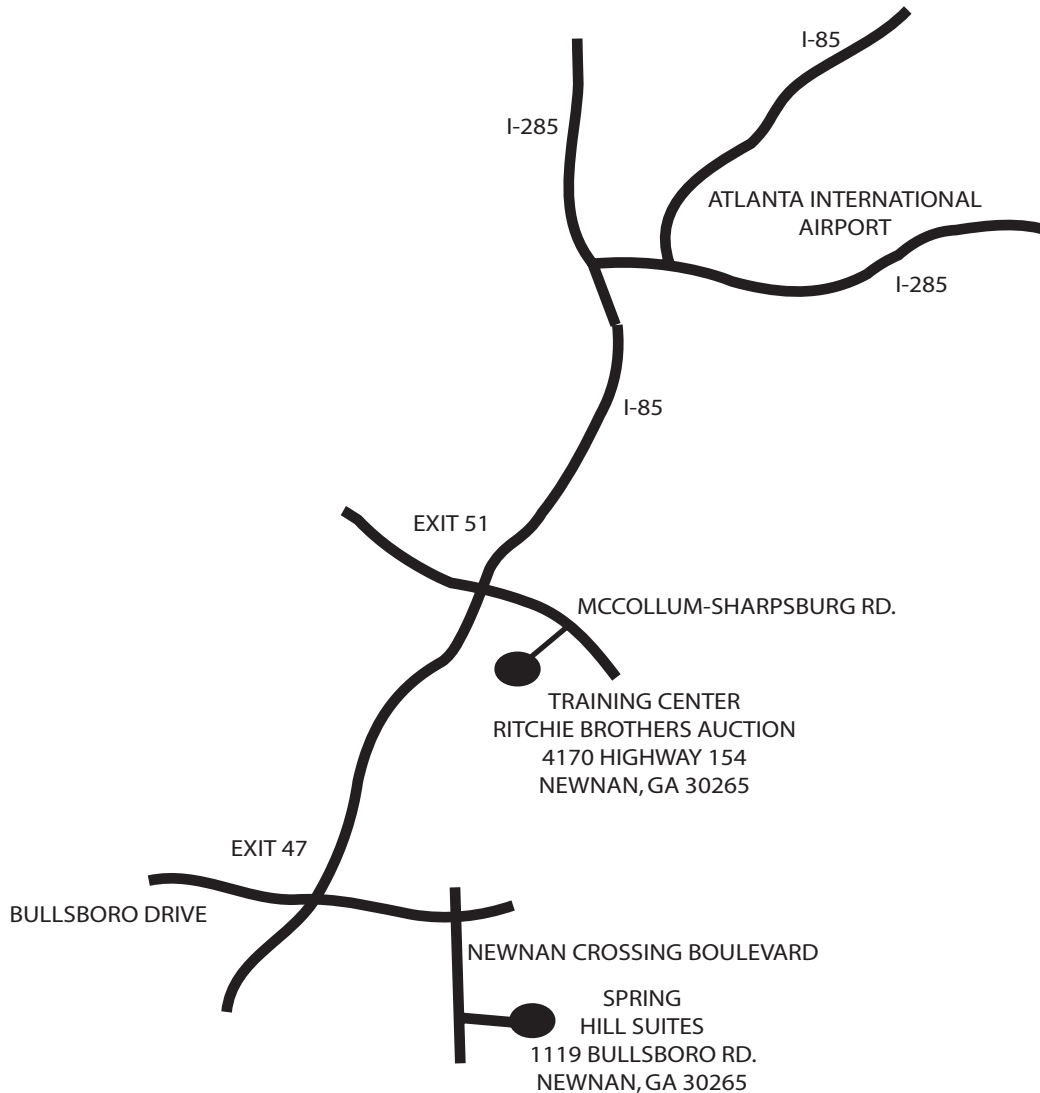 I-85
I-285
ATLANTA INTERNATIONAL
AIRPORT
I-285
I-85
EXIT 51
MCCOLLUM-SHARPSBURG RD.
TRAINING CENTER
RITCHIE BROTHERS AUCTION
4170 HIGHWAY 154
NEWNAN, GA 30265
EXIT 47
BULLSBORO DRIVE
NEWNAN CROSSING BOULEVARD
SPRING
HILL SUITES
1119 BULLSBORO RD.
NEWNAN, GA 30265